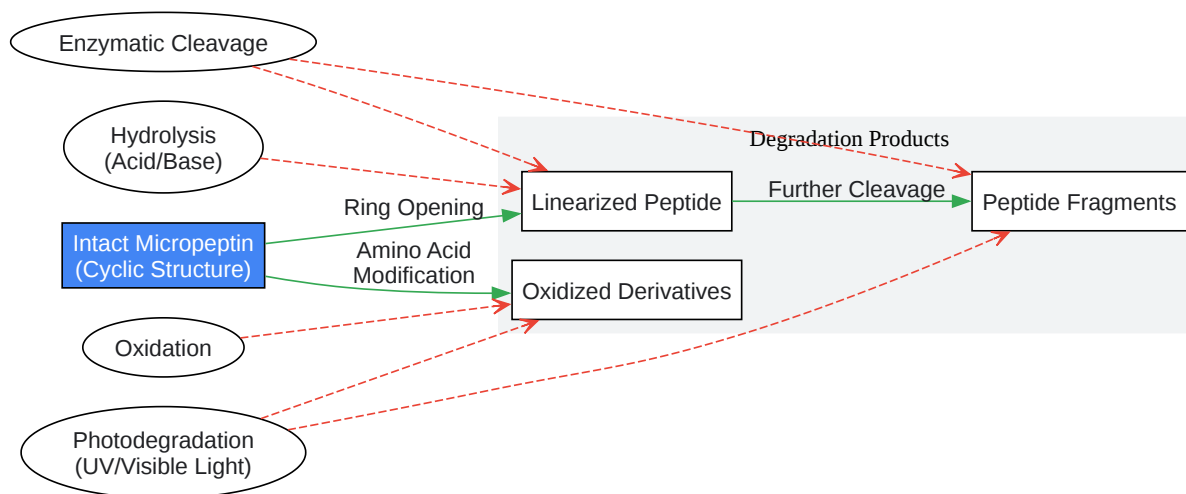 Enzymatic Cleavage
Hydrolysis
(Acid/Base)
Degradation Products
Linearized Peptide
Further Cleavage
Peptide Fragments
Ring Opening
Intact Micropeptin
(Cyclic Structure)
Amino Acid
Modification
Oxidized Derivatives
Oxidation
Photodegradation
(UV/Visible Light)